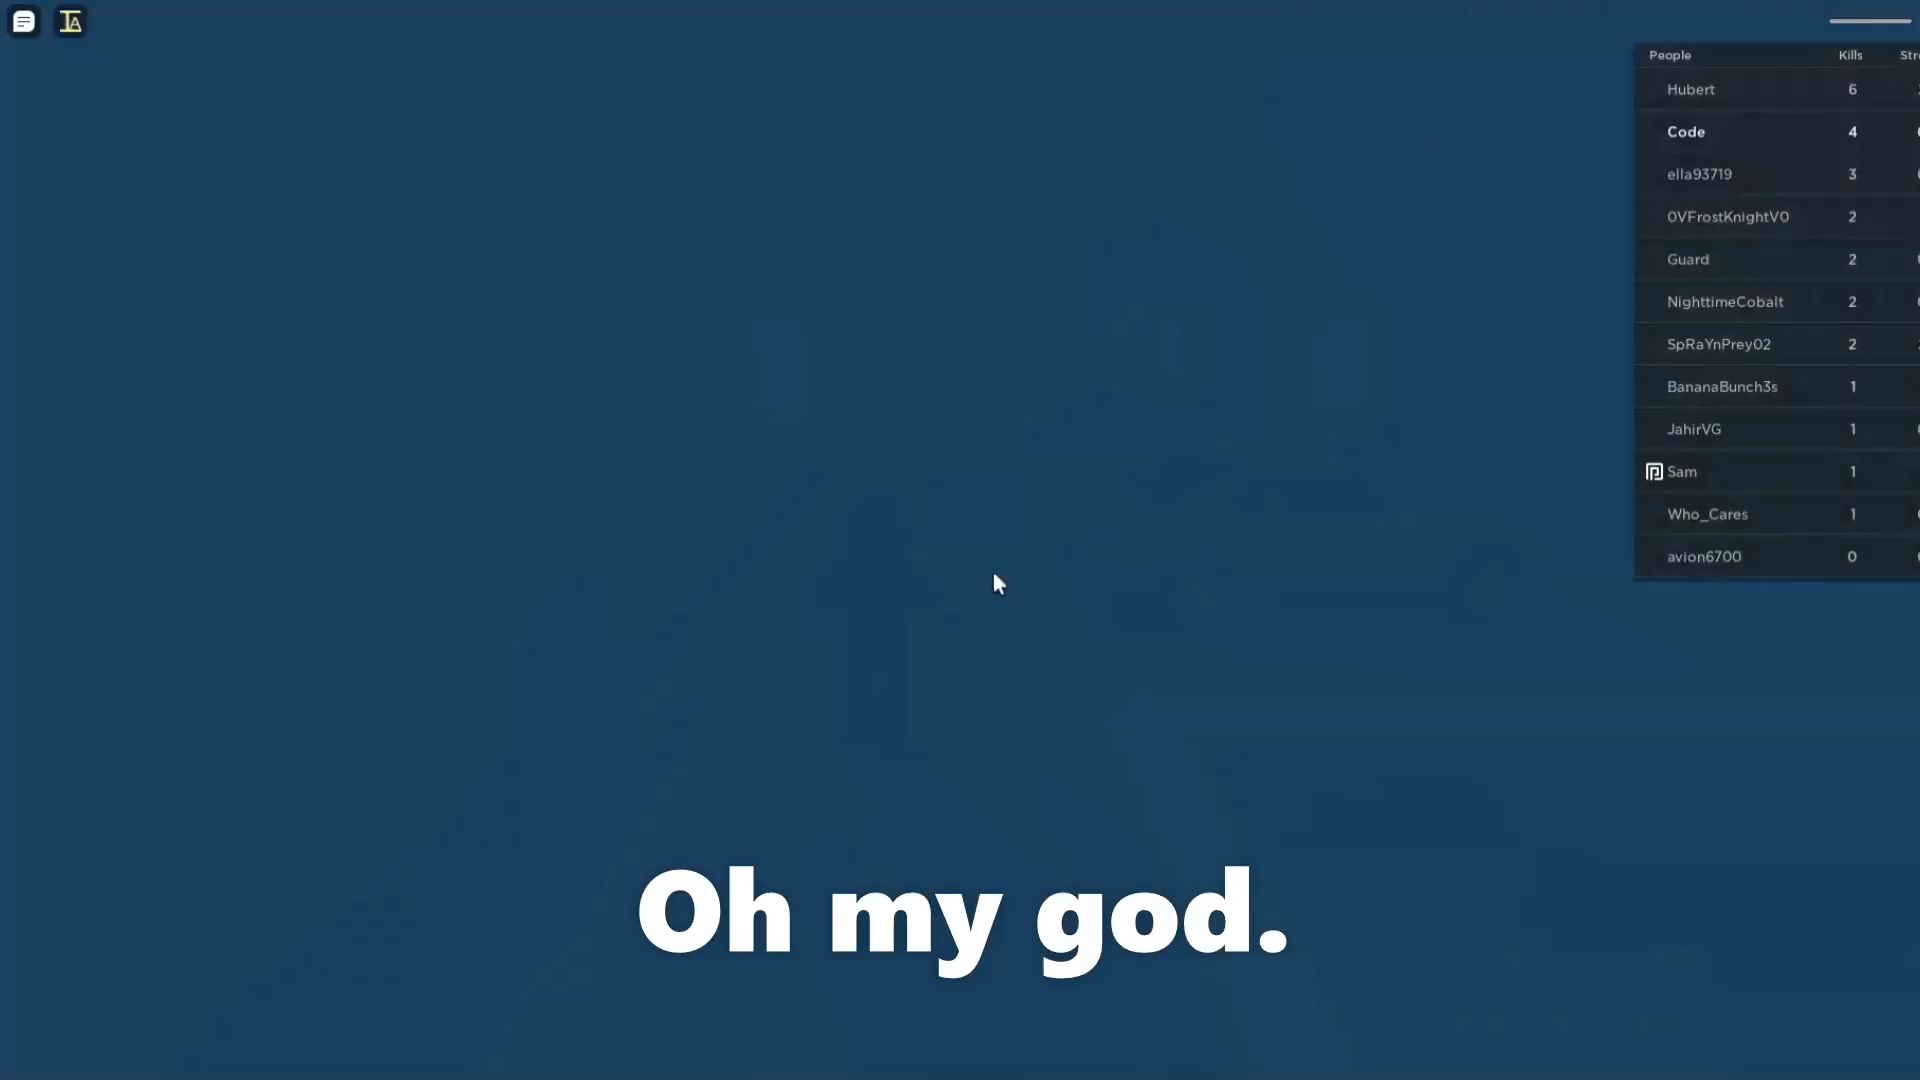 People Kills Str
Hubert 6
Code 4
ella93719 3
0VFrostKnightV0 2
Guard 2
NighttimeCobalt 2
SpRaYnPrey02 2
BananaBunch3s 1
JahirVG 1
Sam 1
Who_Cares 1
avion6700 0
Oh my god.